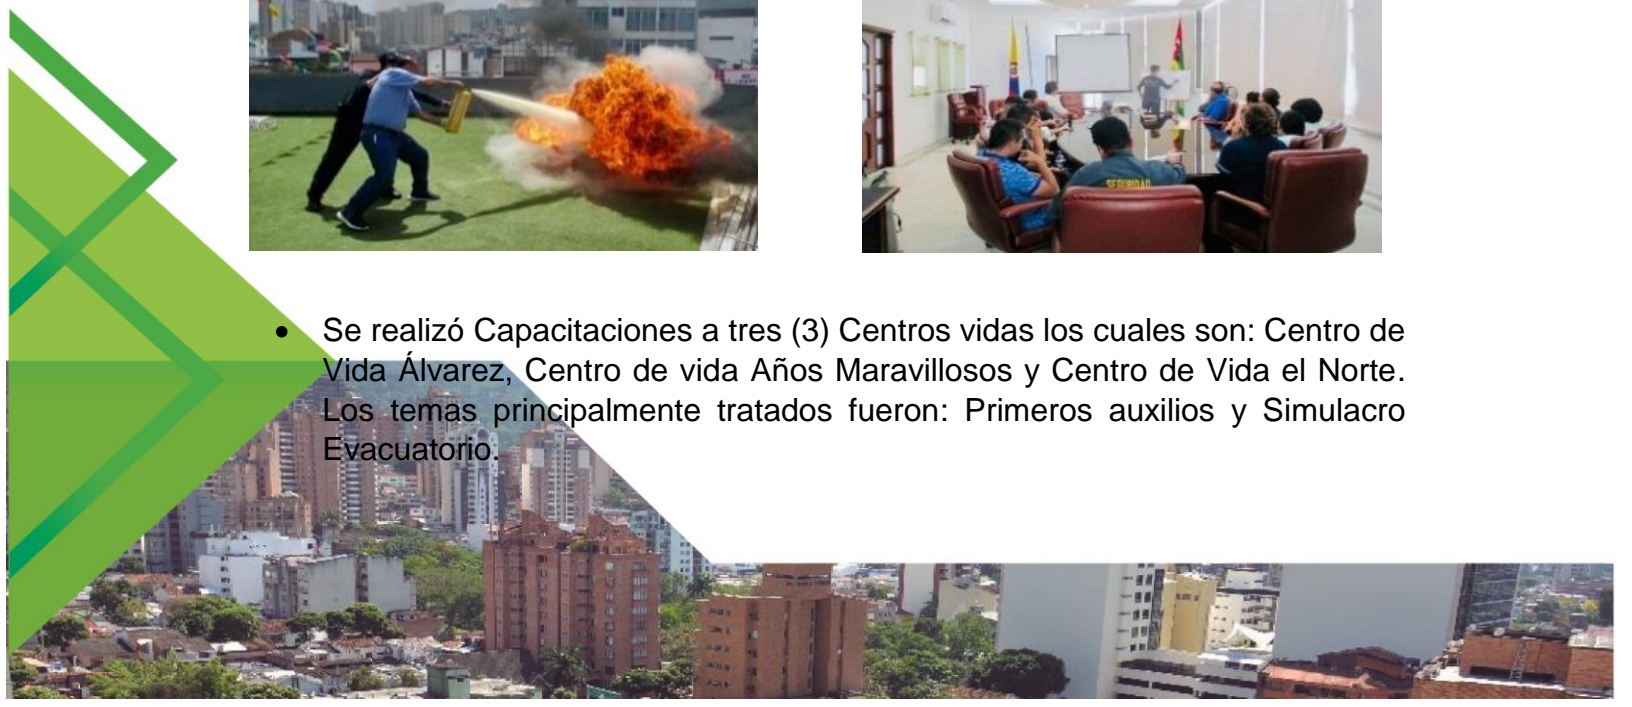 SEGURIDAD
• Se realizó Capacitaciones a tres (3) Centros vidas los cuales son: Centro de
Vida Álvarez, Centro de vida Años Maravillosos y Centro de Vida el Norte.
Los temas principalmente tratados fueron: Primeros auxilios y Simulacro
Evacuatorio.